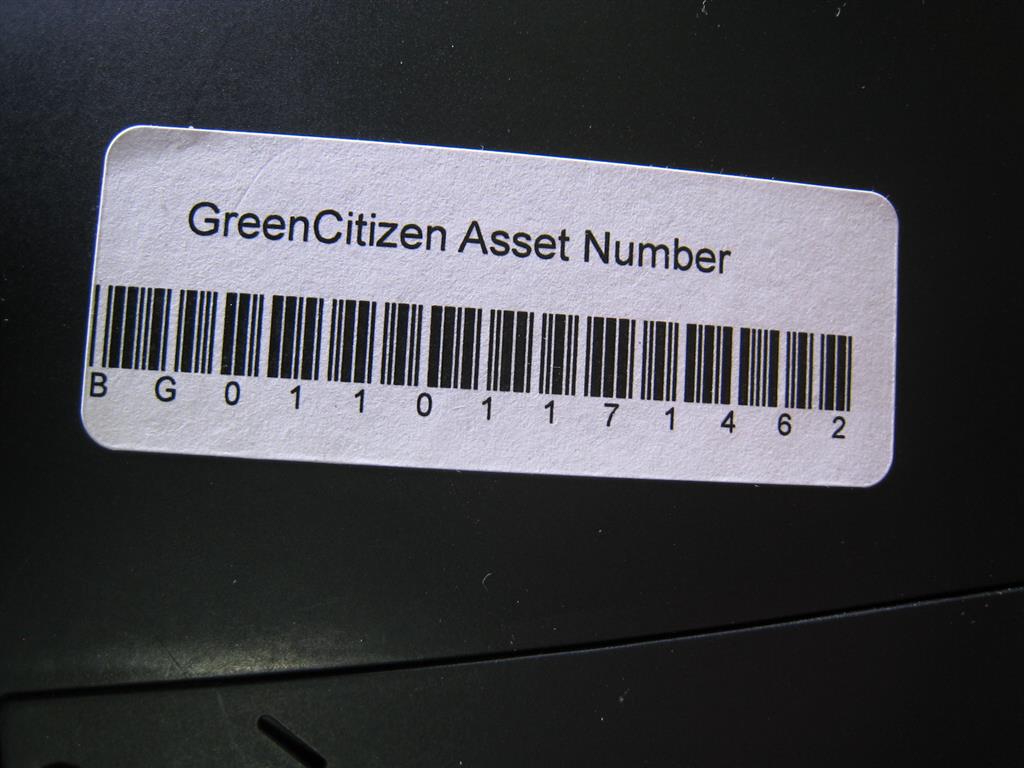 GreenCitizen Asset Number
B G 0 1 1 0 1 1 7 1 4 6 2